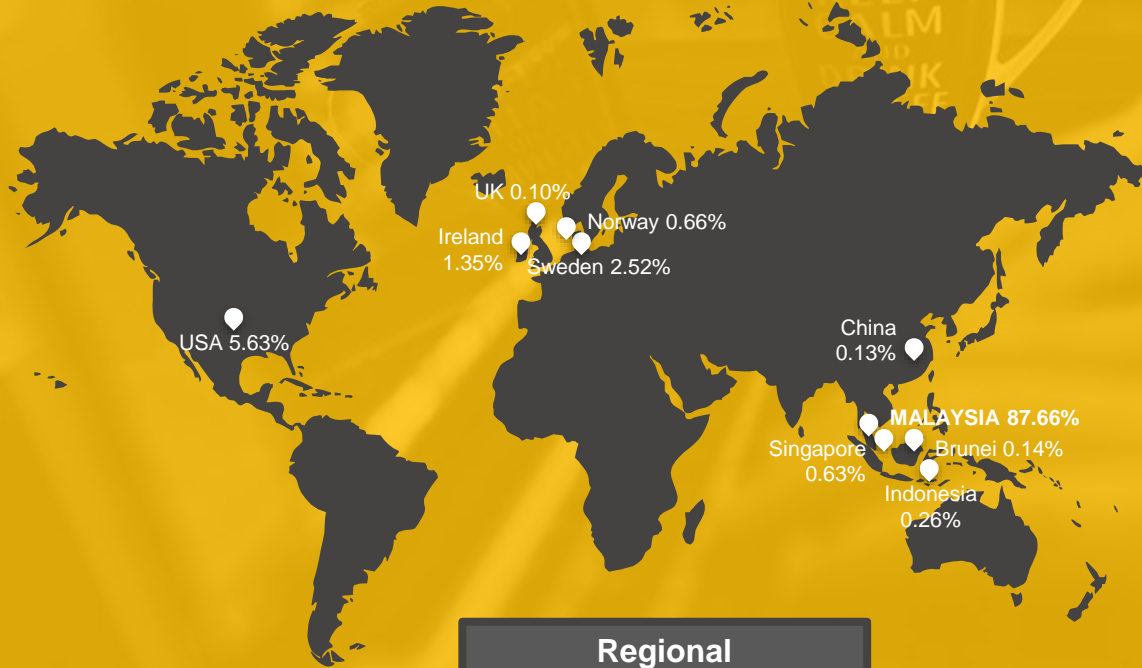 ALM
UK 0.10%
Norway 0.66%
Ireland
1.35%
Sweden 2.52%
USA 5.63%
China
0.13%
MALAYSIA 87.66%
Singapore
0.63%
Brunei 0.14%
Indonesia
0.26%
Regional